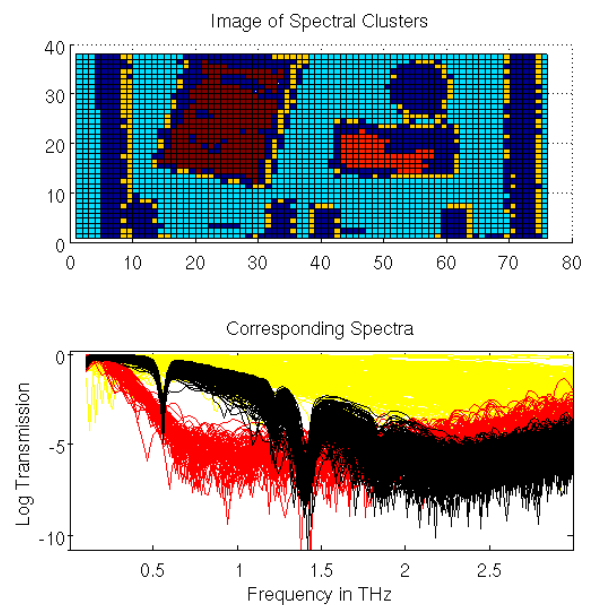 Image of Spectral Clusters
40
30
20
10
0
0 10 20 30 40 50 60 70 80
Corresponding Spectra
0
-5
-10
Log Transmission
0.5 1 1.5 2 2.5
Frequency in THz